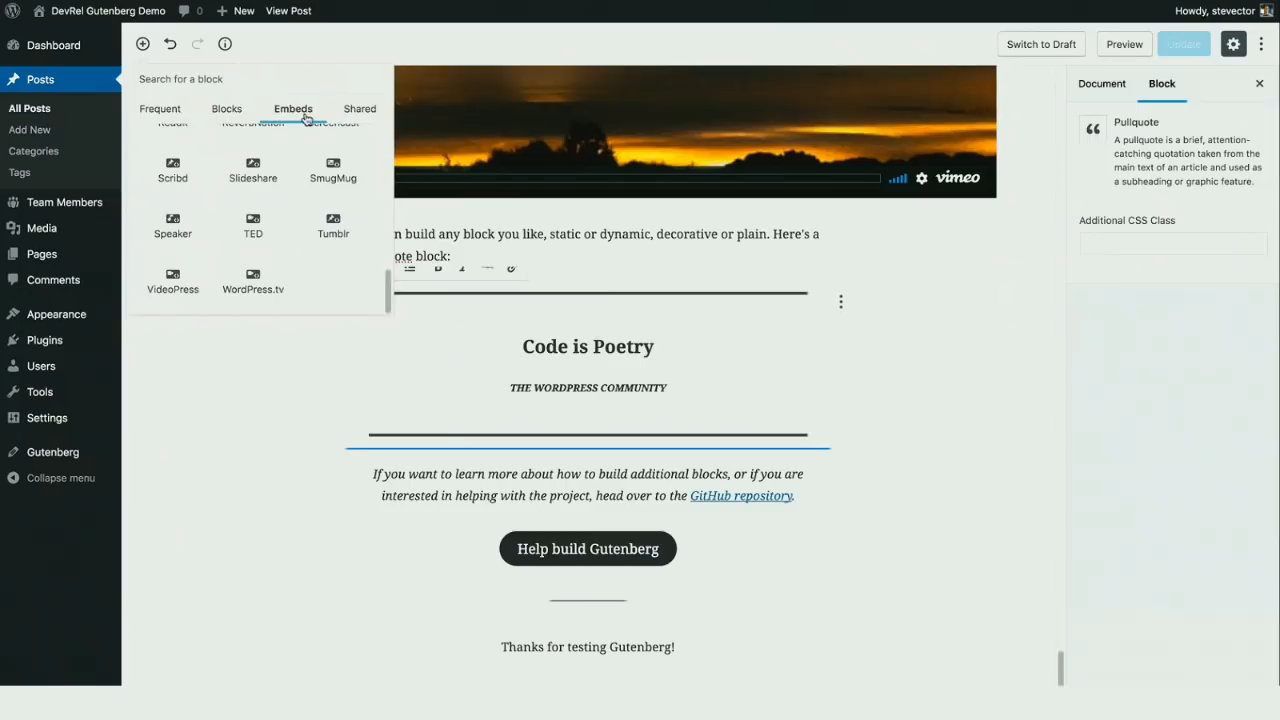 DevRel Gutenberg Demo 0 New View Post Howdy, stevector
Dashboard
Posts
All Posts
Add New
Categories
Tags
Team Members
Media
Pages
Comments
Appearance
Plugins
Users
Tools
Settings
Gutenberg
Collapse menu
Switch to Draft Preview Update
Search for a block
Frequent Blocks Embeds Shared
Reddit ReverbNation Screencast
Scribd Slideshare SmugMug
Speaker TED Tumblr
VideoPress WordPress.tv
vimeo
n build any block you like, static or dynamic, decorative or plain. Here's a
ote block:
Code is Poetry
THE WORDPRESS COMMUNITY
If you want to learn more about how to build additional blocks, or if you are
interested in helping with the project, head over to the GitHub repository.
Help build Gutenberg
Thanks for testing Gutenberg!
Document Block
Pullquote
A pullquote is a brief, attention-
catching quotation taken from the
main text of an article and used as
a subheading or graphic feature.
Additional CSS Class